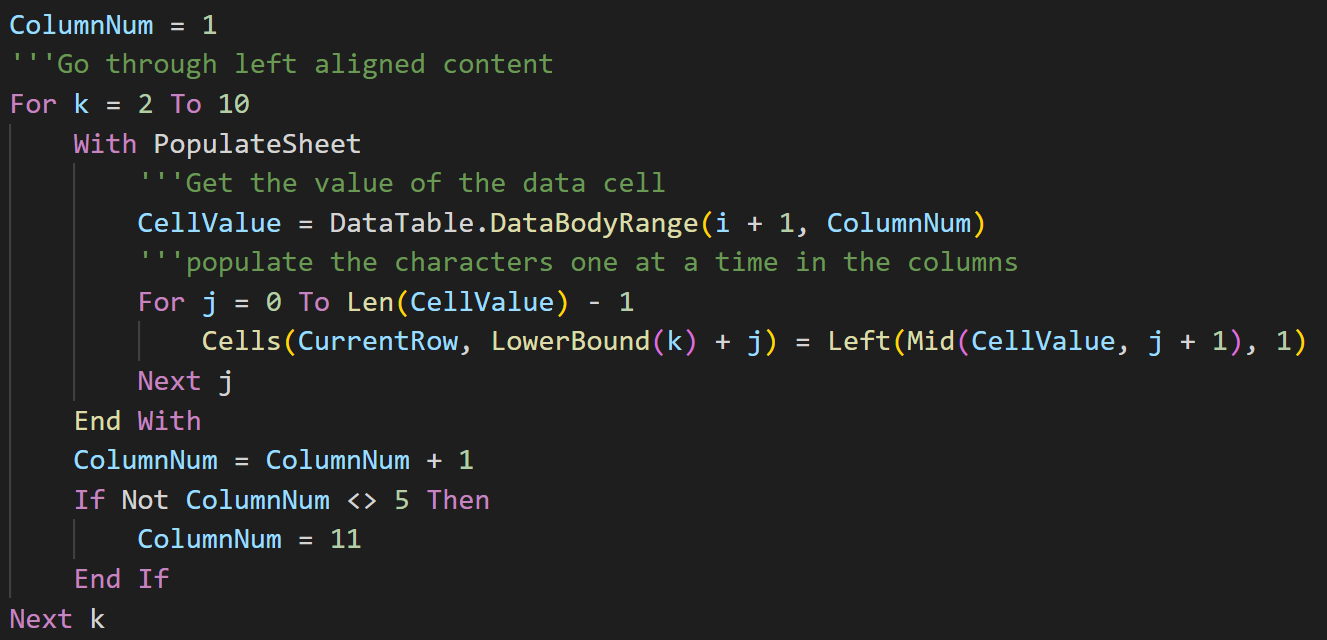 ColumnNum = 1
'''Go through left aligned content
For k = 2 To 10
    With PopulateSheet
        '''Get the value of the data cell
        CellValue = DataTable.DataBodyRange(i + 1, ColumnNum)
        '''populate the characters one at a time in the columns
        For j = 0 To Len(CellValue) - 1
            Cells(CurrentRow, LowerBound(k) + j) = Left(Mid(CellValue, j + 1), 1)
        Next j
    End With
    ColumnNum = ColumnNum + 1
    If Not ColumnNum <> 5 Then
        ColumnNum = 11
    End If
Next k